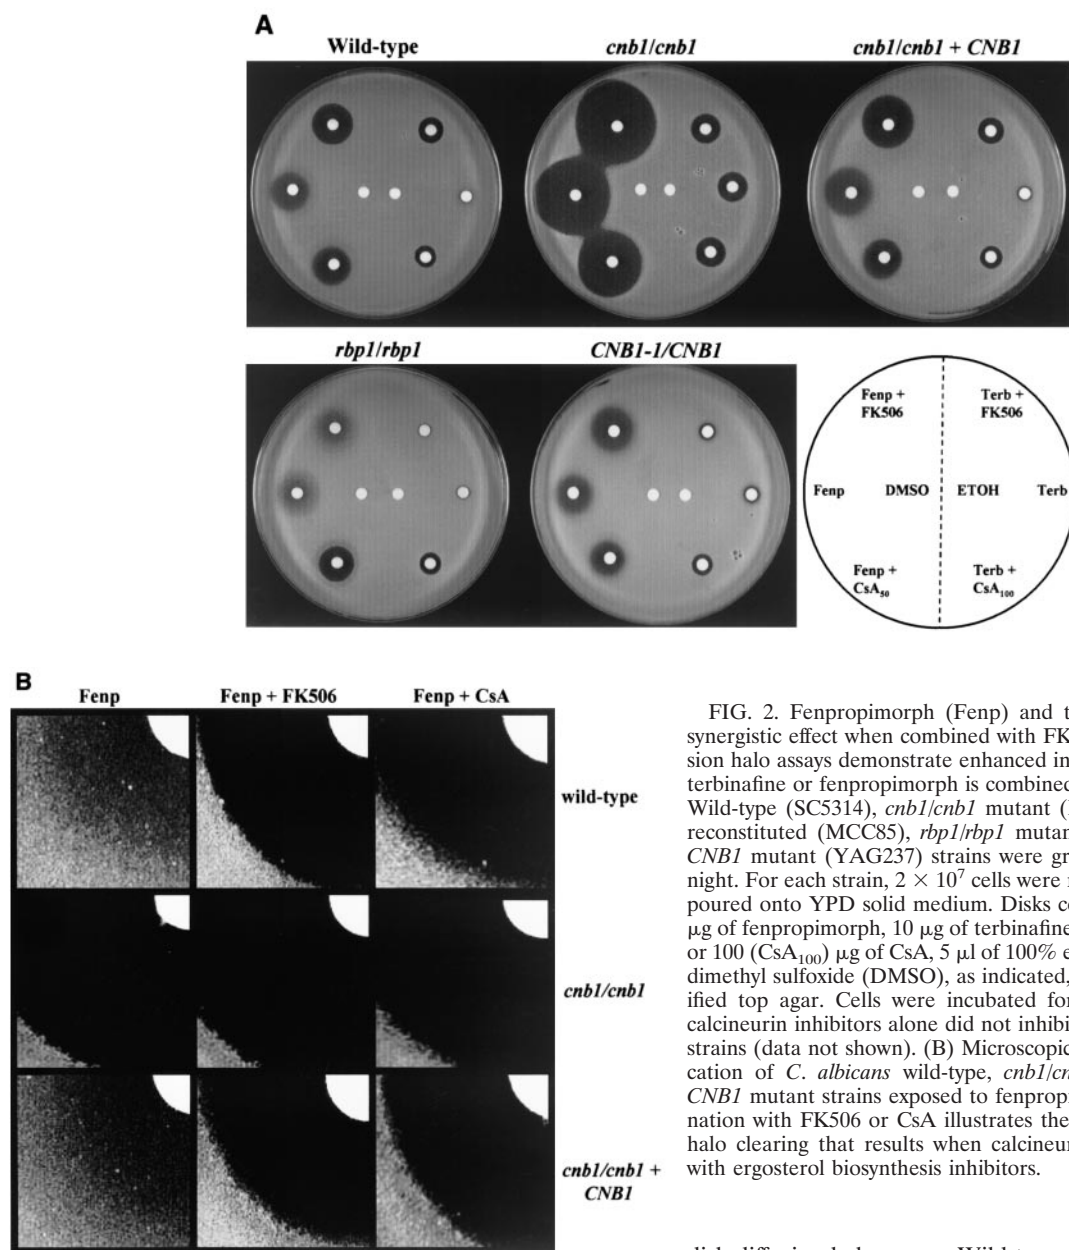 A
Wild-type
cnb1/cnb1
cnb1/cnb1 + CNB1
rbp1/rbp1
CNB1-1/CNB1
Fenp +
FK506
Terb +
FK506
Fenp
DMSO
ETOH
Terb
Fenp +
CsA50
Terb +
CsA100
B
Fenp
Fenp + FK506
Fenp + CsA
wild-type
cnb1/cnb1
cnb1/cnb1 +
CNB1
FIG. 2. Fenpropimorph (Fenp) and t
synergistic effect when combined with FK
sion halo assays demonstrate enhanced in
terbinafine or fenpropimorph is combined
Wild-type (SC5314), cnb1/cnb1 mutant (
reconstituted (MCC85), rbp1/rbp1 mutant
CNB1 mutant (YAG237) strains were gr
night. For each strain, 2 × 10⁷ cells were
poured onto YPD solid medium. Disks co
μg of fenpropimorph, 10 μg of terbinafine
or 100 (CsA₁₀₀) μg of CsA, 5 μl of 100% e
dimethyl sulfoxide (DMSO), as indicated,
ified top agar. Cells were incubated for
calcineurin inhibitors alone did not inhibi
strains (data not shown). (B) Microscopic
cation of C. albicans wild-type, cnb1/cn
CNB1 mutant strains exposed to fenpropi
nation with FK506 or CsA illustrates the
halo clearing that results when calcineur
with ergosterol biosynthesis inhibitors.